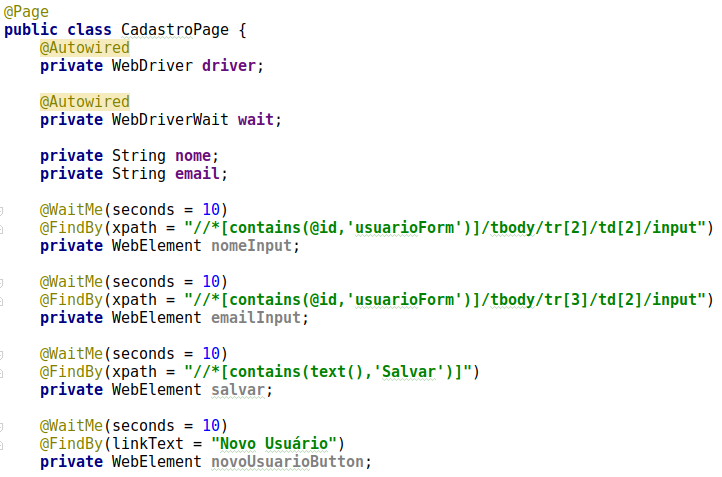 @Page
public class CadastroPage {
@Autowired
private WebDriver driver;
@Autowired
private WebDriverWait wait;
private String nome;
private String email;
@WaitMe(seconds = 10)
@FindBy(xpath = "//*[contains(@id,'usuarioForm')]/tbody/tr[2]/td[2]/input")
private WebElement nomeInput;
@WaitMe(seconds = 10)
@FindBy(xpath = "//*[contains(@id,'usuarioForm')]/tbody/tr[3]/td[2]/input")
private WebElement emailInput;
@WaitMe(seconds = 10)
@FindBy(xpath = "//*[contains(text(),'Salvar')]")
private WebElement salvar;
@WaitMe(seconds = 10)
@FindBy(linkText = "Novo Usuário")
private WebElement novoUsuarioButton;